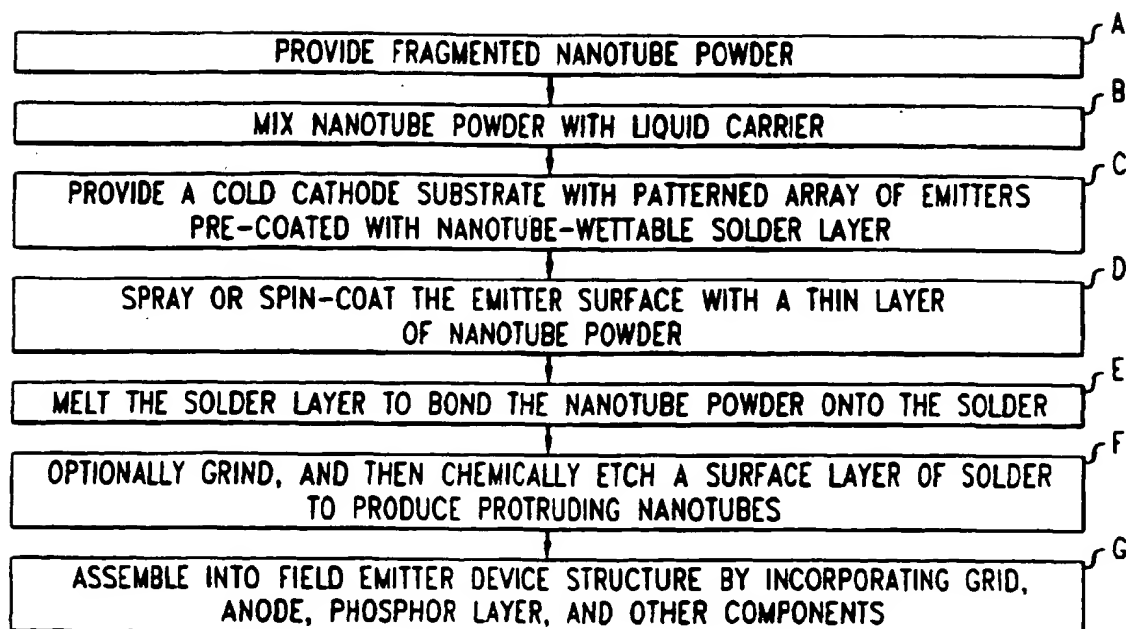 A
PROVIDE FRAGMENTED NANOTUBE POWDER
B
MIX NANOTUBE POWDER WITH LIQUID CARRIER
C
PROVIDE A COLD CATHODE SUBSTRATE WITH PATTERNED ARRAY OF EMITTERS
PRE-COATED WITH NANOTUBE-WETTABLE SOLDER LAYER
D
SPRAY OR SPIN-COAT THE EMITTER SURFACE WITH A THIN LAYER
OF NANOTUBE POWDER
E
MELT THE SOLDER LAYER TO BOND THE NANOTUBE POWDER ONTO THE SOLDER
F
OPTIONALLY GRIND, AND THEN CHEMICALLY ETCH A SURFACE LAYER OF SOLDER
TO PRODUCE PROTRUDING NANOTUBES
G
ASSEMBLE INTO FIELD EMITTER DEVICE STRUCTURE BY INCORPORATING GRID,
ANODE, PHOSPHOR LAYER, AND OTHER COMPONENTS